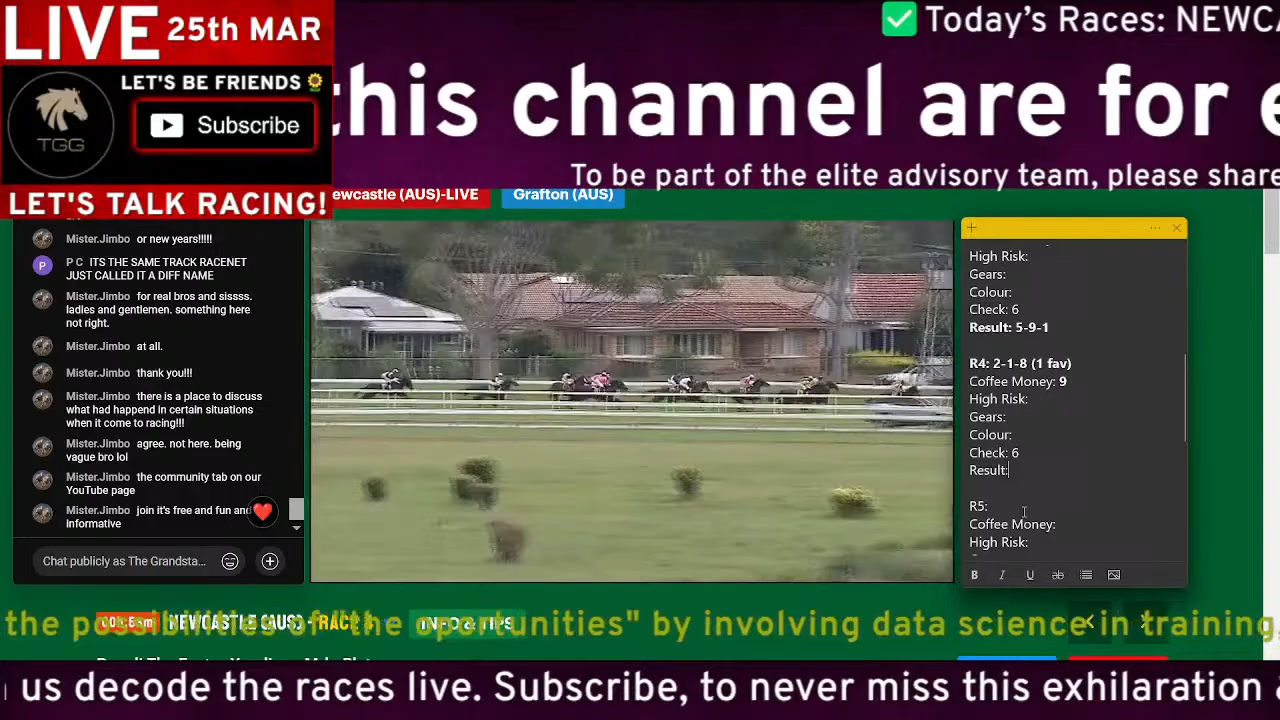 LIVE 25th MAR
LET'S BE FRIENDS
Subscribe
TGG
LET'S TALK RACING!
Today's Races: NEWCA
this channel are for e
To be part of the elite advisory team, please share
ewcastle (AUS)-LIVE
Grafton (AUS)
Mister.Jimbo or new years!!!!!
P
P C ITS THE SAME TRACK RACENET
JUST CALLED IT A DIFF NAME
Mister.Jimbo for real bros and sissss.
ladies and gentlemen. something here
not right.
Mister.Jimbo at all.
Mister.Jimbo thank you!!!
Mister.Jimbo there is a place to discuss
what had happend in certain situations
when it come to racing!!!
Mister.Jimbo agree. not here. being
vague bro lol
Mister.Jimbo the community tab on our
YouTube page
Mister.Jimbo join it's free and fun and
informative
Chat publicly as The Grandsta...
High Risk:
Gears:
Colour:
Check: 6
Result: 5-9-1
R4: 2-1-8 (1 fav)
Coffee Money: 9
High Risk:
Gears:
Colour:
Check: 6
Result:
R5:
Coffee Money:
High Risk:
B I U ab
NEWCASTLE (AUS) - RACE
INFO & TIPS
the possibilities of "the oportunities" by involving data science in training,
us decode the races live. Subscribe, to never miss this exhilaration a